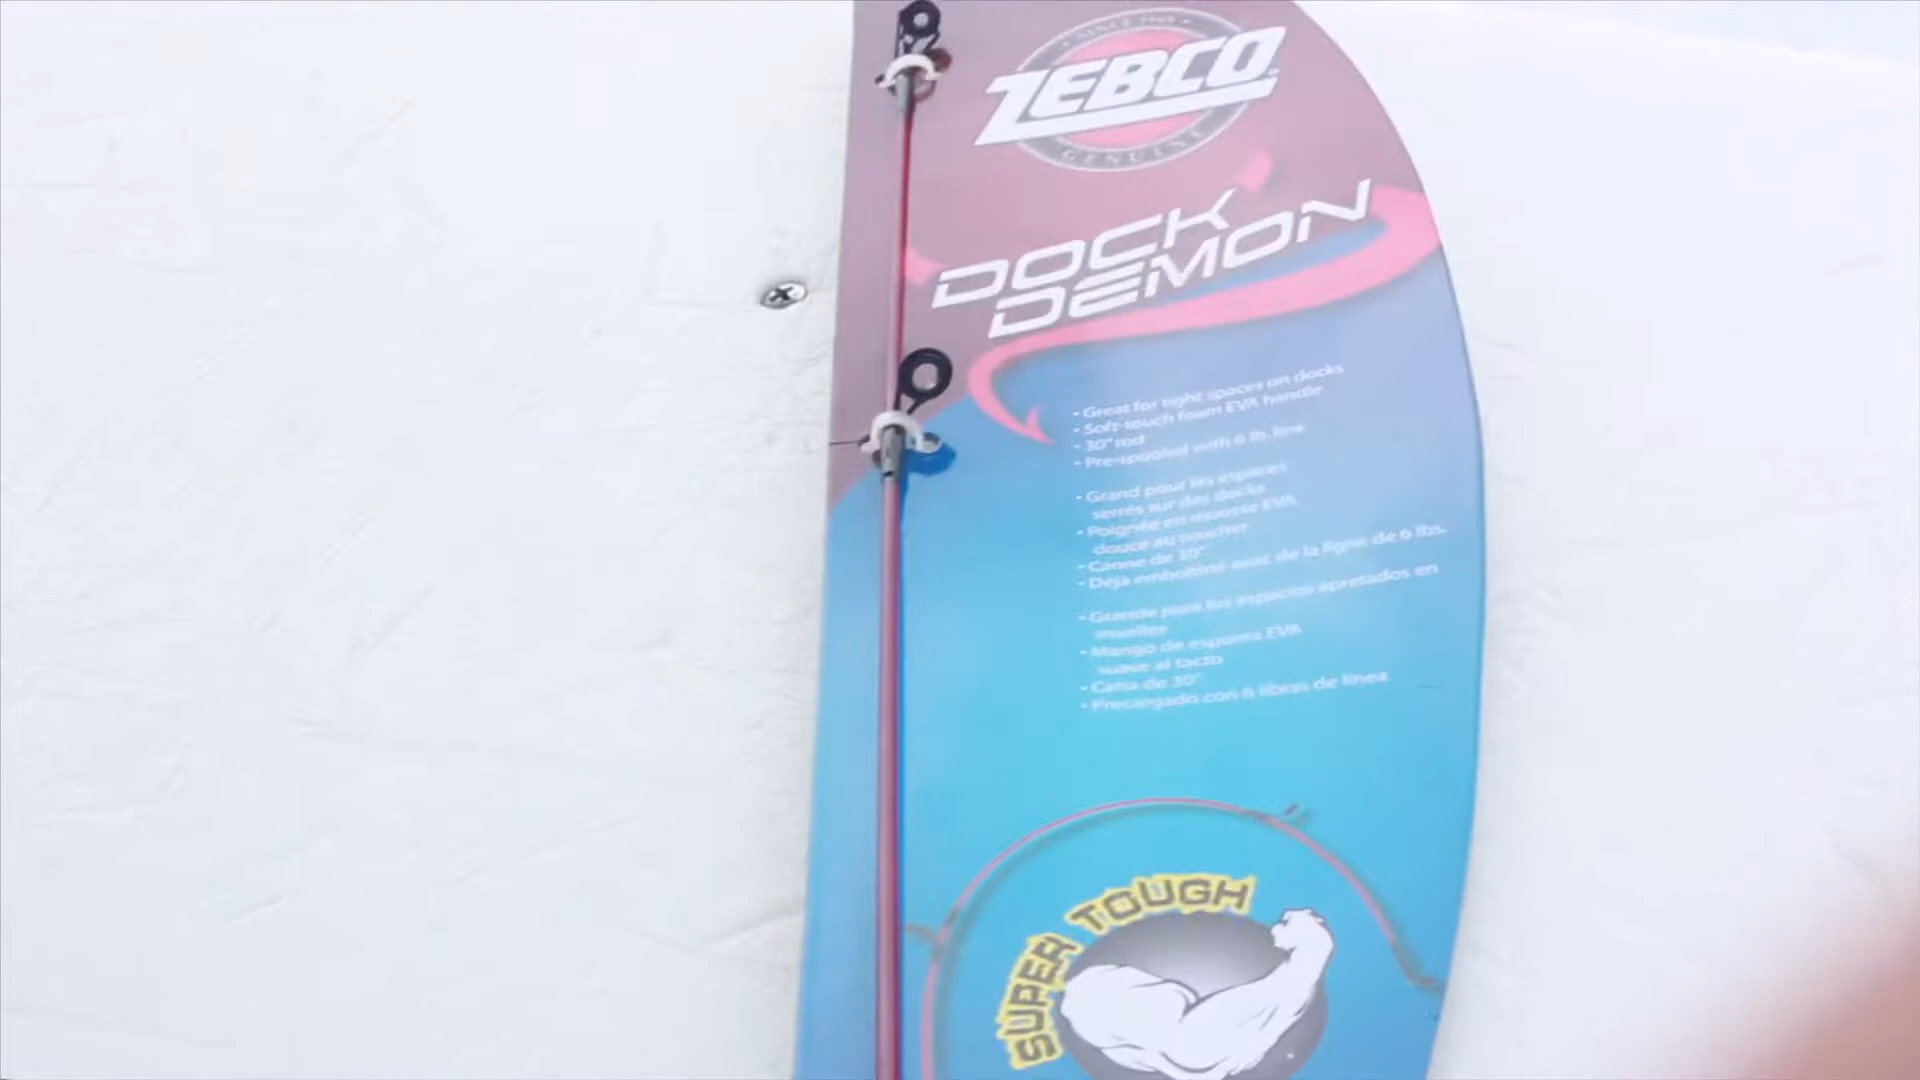 SINCE 1949
ZEBCO
GENUINE
DOCK
DEMON
• Great for tight spaces on docks
• Soft-touch foam EVA handle
• 30" rod
• Pre-spooled with 6 lb. line
• Grand pour les espaces
serrés sur des docks
• Poignée en mousse EVA
douce au toucher
• Canne de 30"
• Déjà embobiné avec de la ligne de 6 lbs.
• Grande para los espacios apretados en
muelles
• Mango de espuma EVA
suave al tacto
• Caña de 30"
• Precargado con 6 libras de línea
SUPER TOUGH